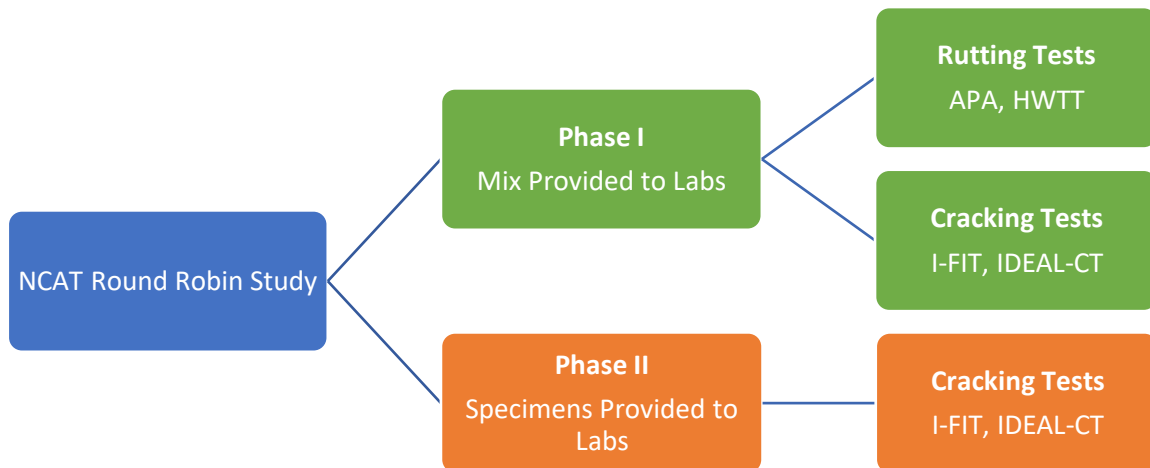 NCAT Round Robin Study
Phase I
Mix Provided to Labs
Rutting Tests
APA, HWTT
Cracking Tests
I-FIT, IDEAL-CT
Phase II
Specimens Provided to
Labs
Cracking Tests
I-FIT, IDEAL-CT